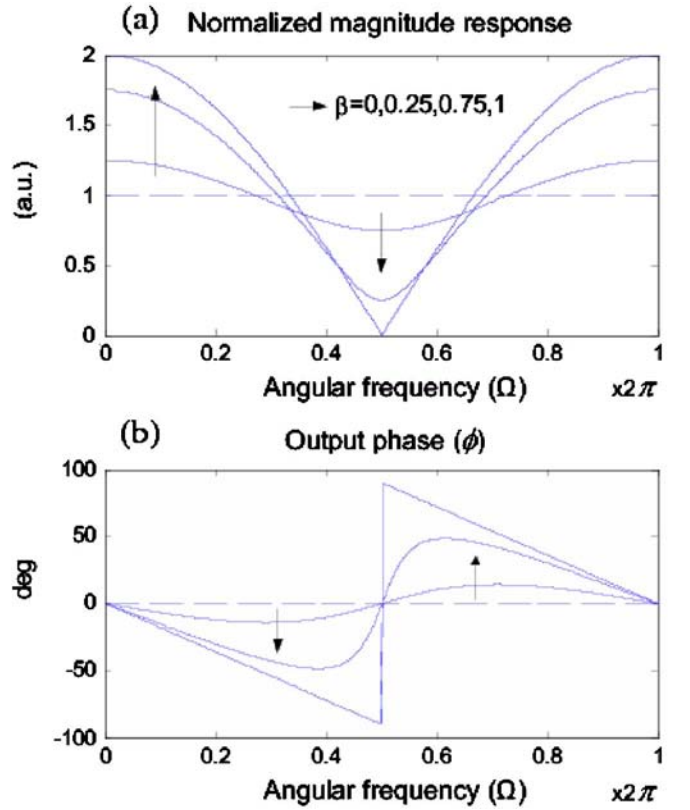 (a) Normalized magnitude response
2
1.5
1
0.5
0
(a.u.)
β=0,0.25,0.75,1
0 0.2 0.4 0.6 0.8 1
Angular frequency (Ω) x2π
(b) Output phase (ϕ)
100
50
0
-50
-100
deg
0 0.2 0.4 0.6 0.8 1
Angular frequency (Ω) x2π